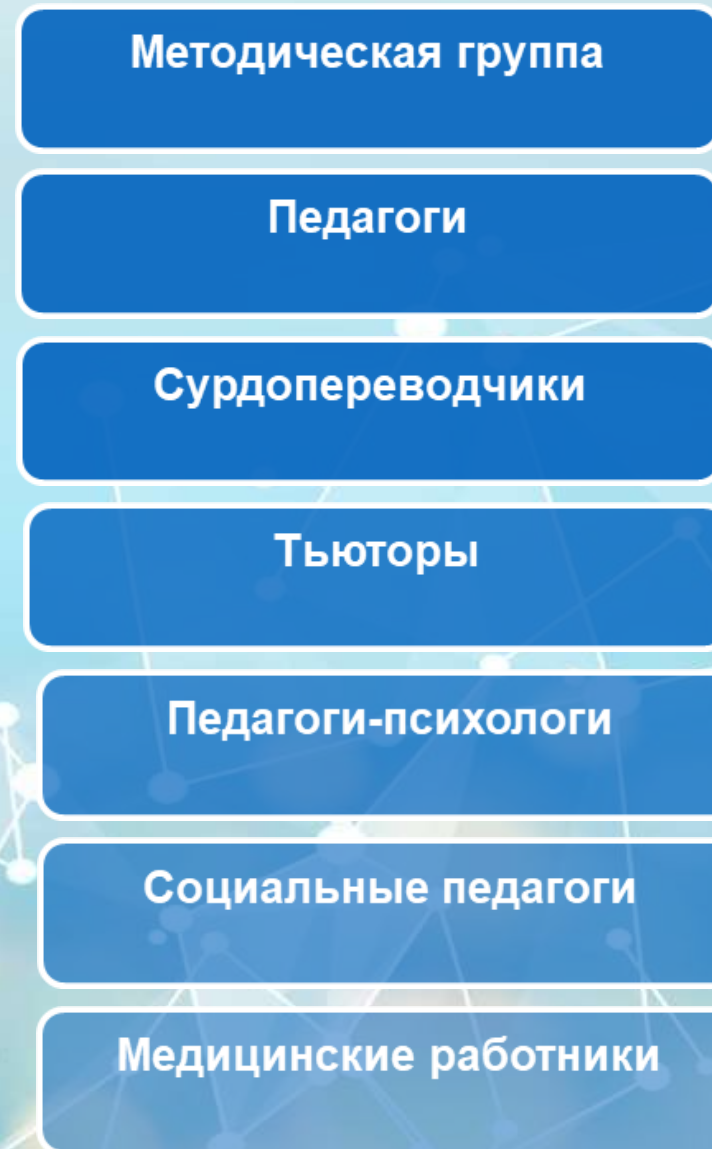 Методическая группа
Педагоги
Сурдопереводчики
Тьюторы
Педагоги-психологи
Социальные педагоги
Медицинские работники